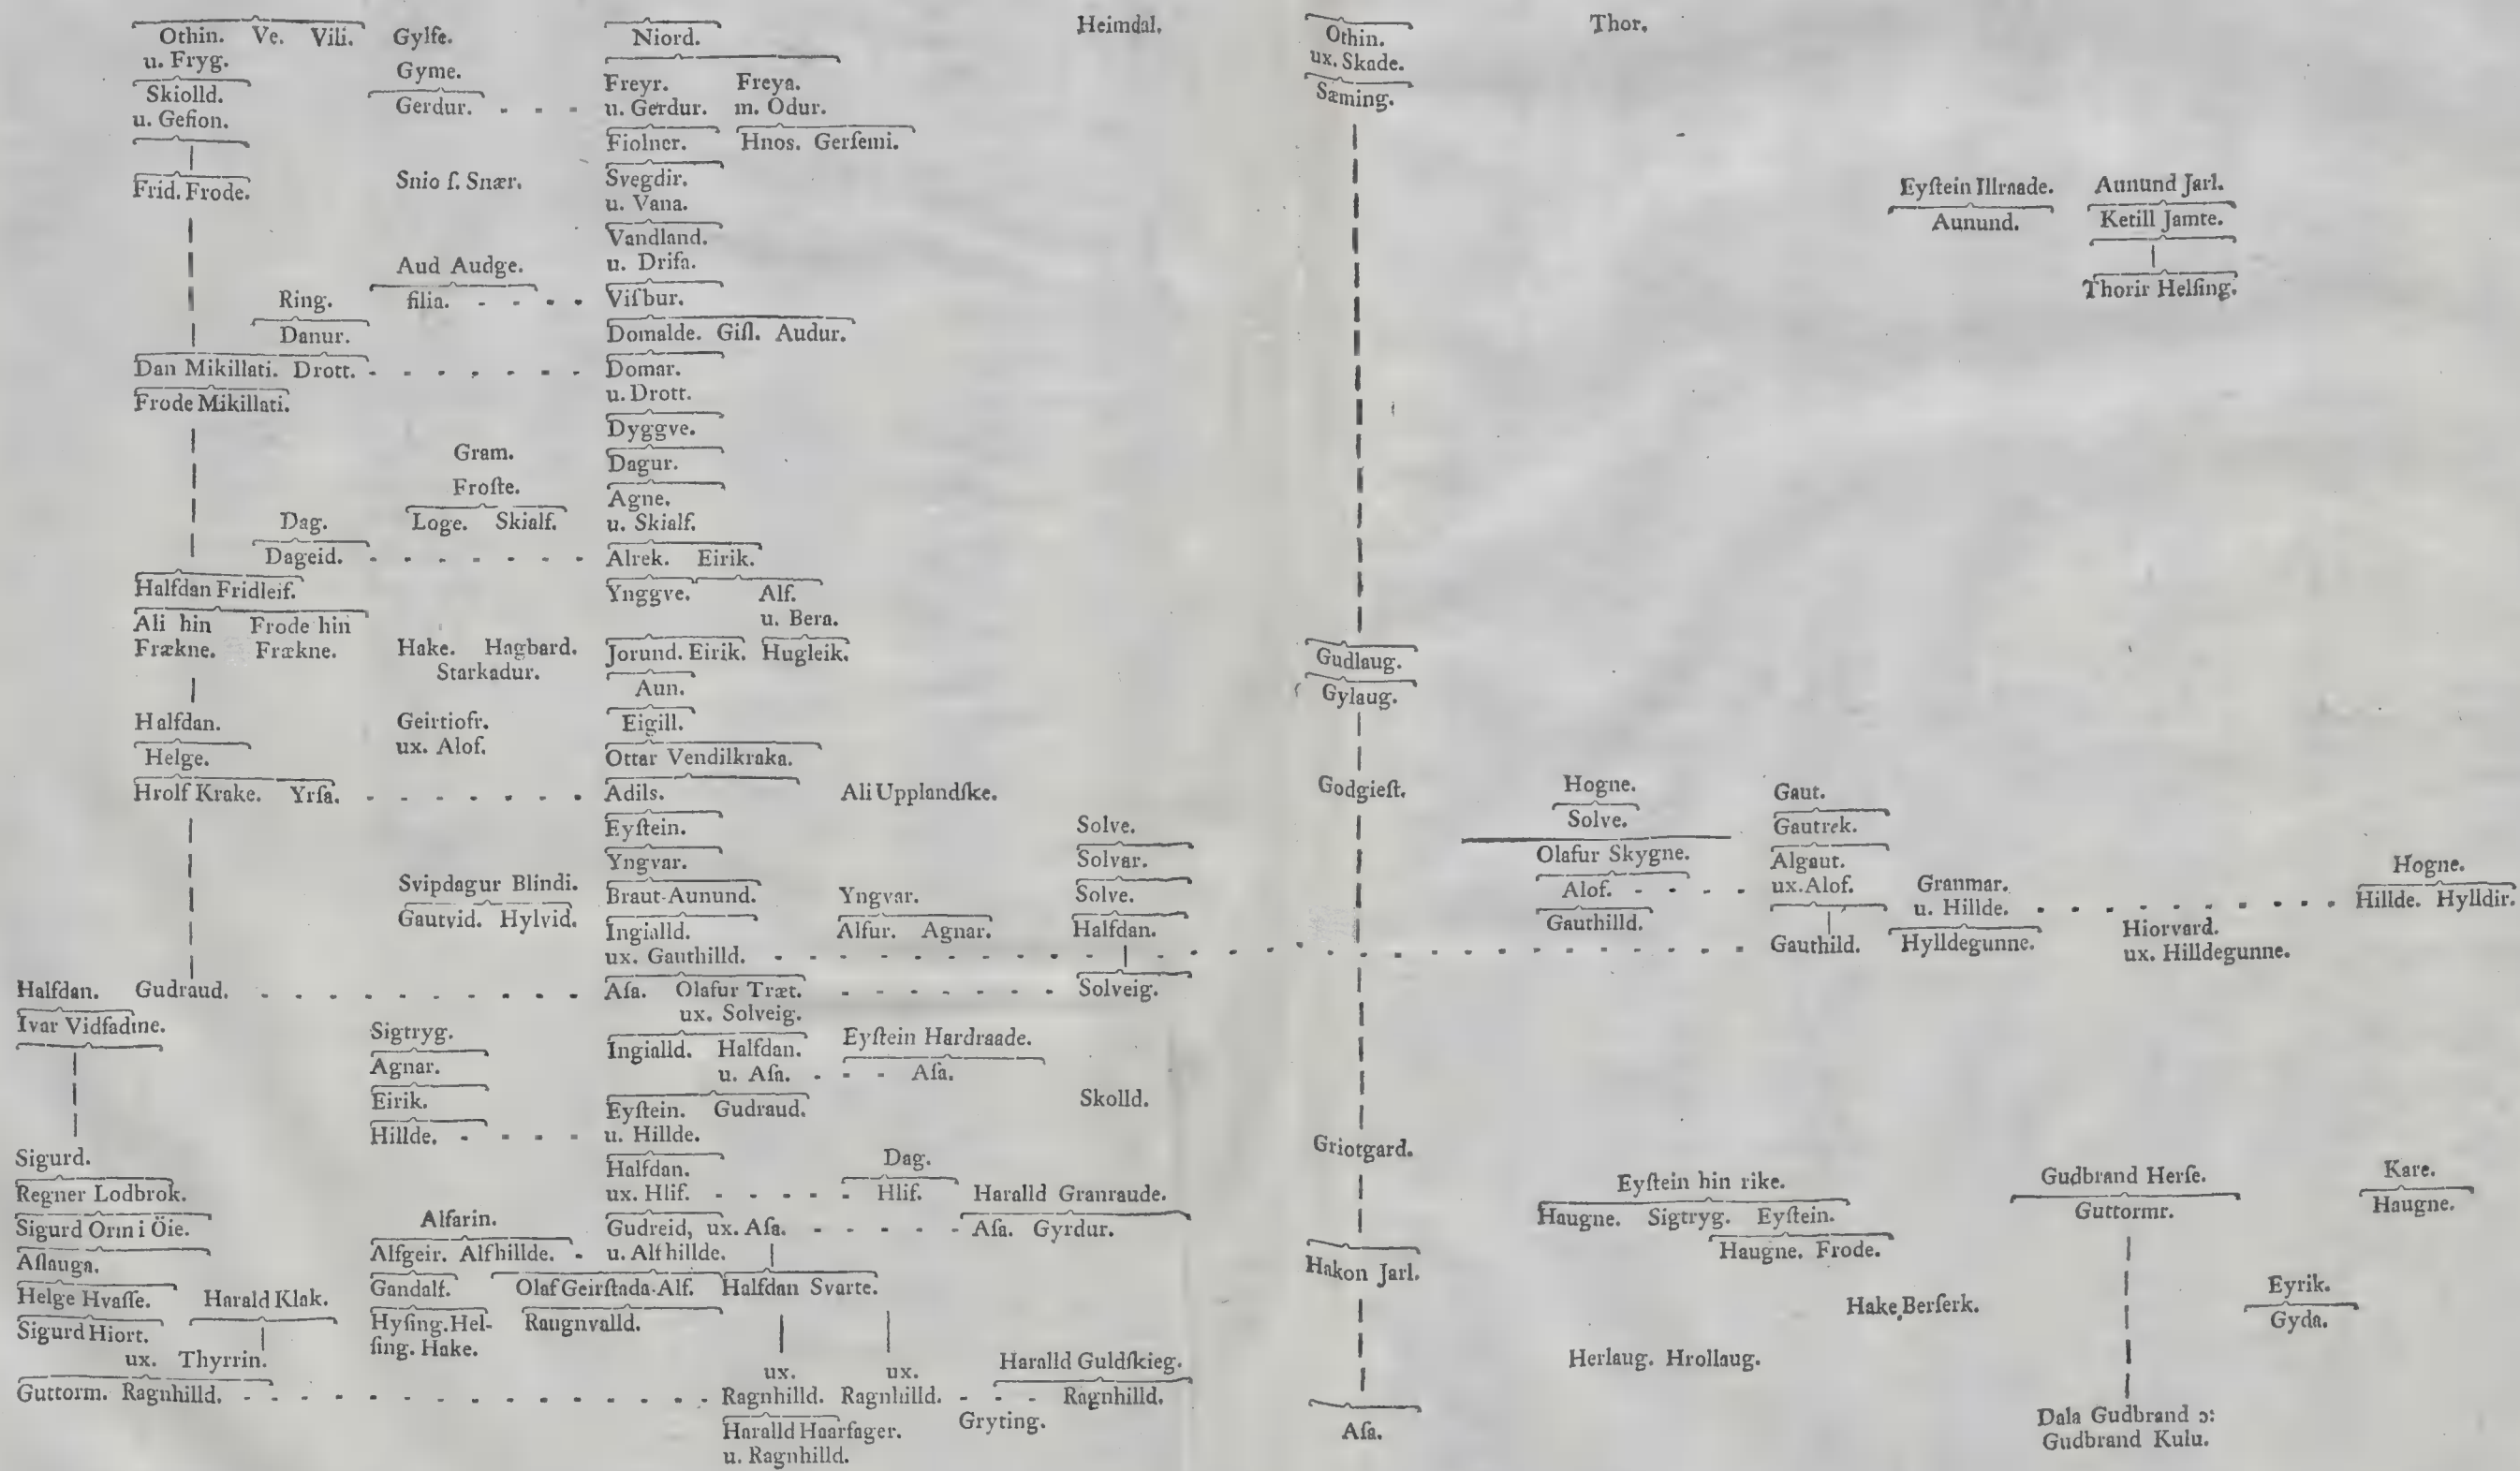 Othin. Ve. Vili. Gylfe. Niord. Heimdal. Othin. Thor.
u. Fryg. ux. Skade.
Gyme.
Skiolld. Freyr. Freya. Sæming.
u. Gefion. Gerdur. u. Gerdur. m. Odur.
Fiolner. Hnos. Gerſemi.
Frid. Frode. Snio ſ. Snær. Svegdir. Eyſtein Illraade. Aunund Jarl.
u. Vana.
Aunund. Ketill Jamte.
Vandland.
Aud Audge. u. Drifa.
Thorir Helſing.
Ring. filia. Viſbur.
Danur. Domalde. Giſl. Audur.
Dan Mikillati. Drott. Domar.
u. Drott.
Frode Mikillati.
Dyggve.
Gram. Dagur.
Froſte. Agne.
Dag. Loge. Skialf. u. Skialf.
Dageid. Alrek. Eirik.
Halfdan Fridleif. Ynggve. Alf.
u. Bera.
Ali hin Frode hin
Frækne. Frækne. Hake. Hagbard. Jorund. Eirik. Hugleik. Gudlaug.
Starkadur. Aun. Gylaug.
Halfdan. Geirtiofr. Eigill.
ux. Alof.
Helge. Ottar Vendilkraka.
Hrolf Krake. Yrſa. Adils. Ali Upplandſke. Godgieſt. Hogne. Gaut.
Eyſtein. Solve. Solve. Gautrek.
Yngvar. Solvar. Olafur Skygne. Algaut. Hogne.
Svipdagur Blindi. Braut-Aunund. Yngvar. Solve. Alof. ux. Alof. Granmar. Hillde. Hylldir.
u. Hillde.
Gautvid. Hylvid. Ingialld. Alfur. Agnar. Halfdan. Gauthilld. Hiorvard.
ux. Gauthilld. Gauthild. Hylldegunne. ux. Hilldegunne.
Halfdan. Gudraud. Aſa. Olafur Træt. Solveig.
ux. Solveig.
Ivar Vidfadme. Sigtryg. Ingialld. Halfdan. Eyſtein Hardraade.
Agnar. u. Aſa. Aſa.
Eirik. Eyſtein. Gudraud. Skolld.
Hillde. u. Hillde. Griotgard.
Sigurd. Halfdan. Dag. Eyſtein hin rike. Gudbrand Herſe. Kare.
Regner Lodbrok. ux. Hlif. Hlif. Haralld Granraude. Haugne. Sigtryg. Eyſtein. Guttormr. Haugne.
Sigurd Orm i Öie. Alfarin. Gudreid, ux. Aſa. Aſa. Gyrdur.
Aſlauga. Alfgeir. Alfhillde. u. Alfhillde. Hakon Jarl. Haugne. Frode.
Helge Hvaſſe. Harald Klak. Gandalf. Olaf Geirſtada-Alf. Halfdan Svarte. Hake Berſerk. Eyrik.
Sigurd Hiort. Hyſing. Hel- Raugnvalld. Gyda.
ſing. Hake.
ux. Thyrrin. ux. ux. Haralld Guldſkieg. Herlaug. Hrollaug.
Guttorm. Ragnhilld. Ragnhilld. Ragnhilld. Ragnhilld.
Haralld Haarfager. Gryting. Aſa. Dala Gudbrand ɔ:
u. Ragnhilld. Gudbrand Kulu.